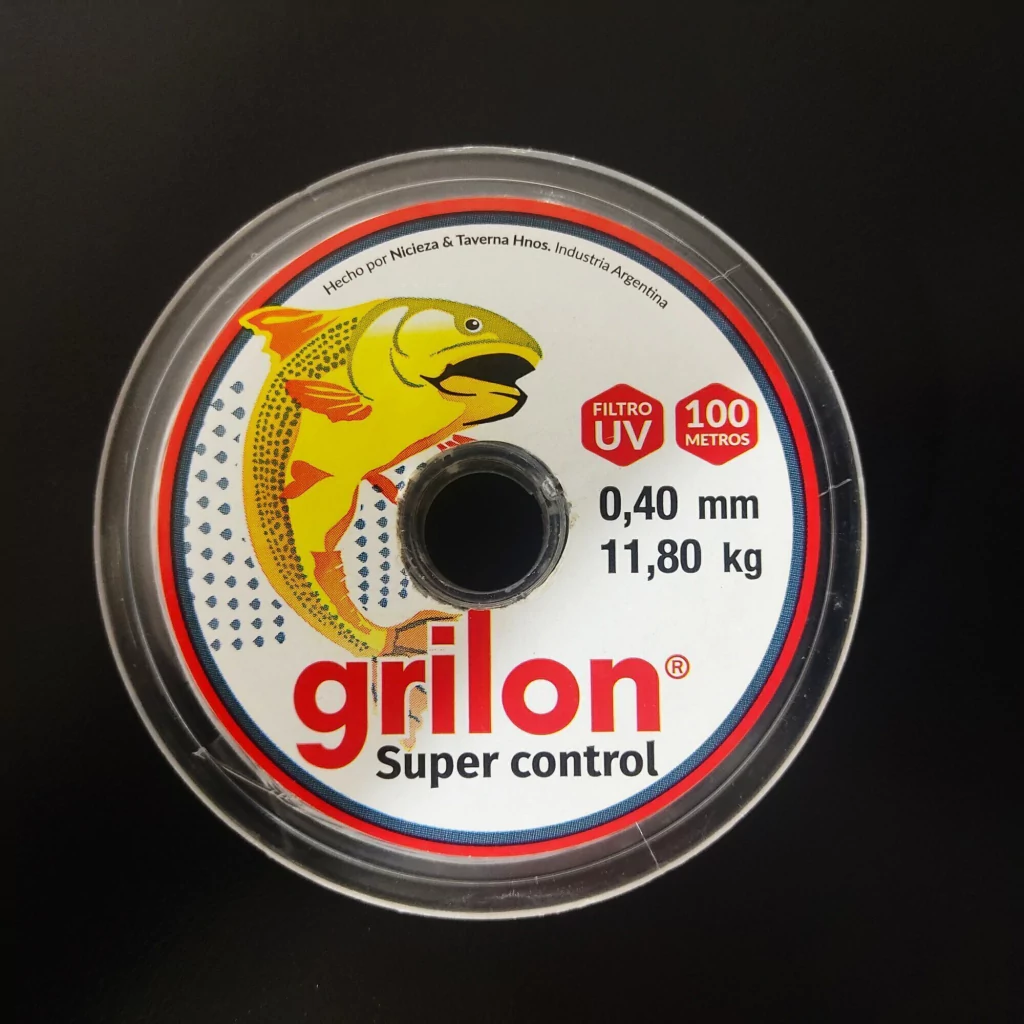 Hecho por Nicieza & Taverna Hnos. Industria Argentina
FILTRO
UV
100
METROS
0,40 mm
11,80 kg
grilon®
Super control